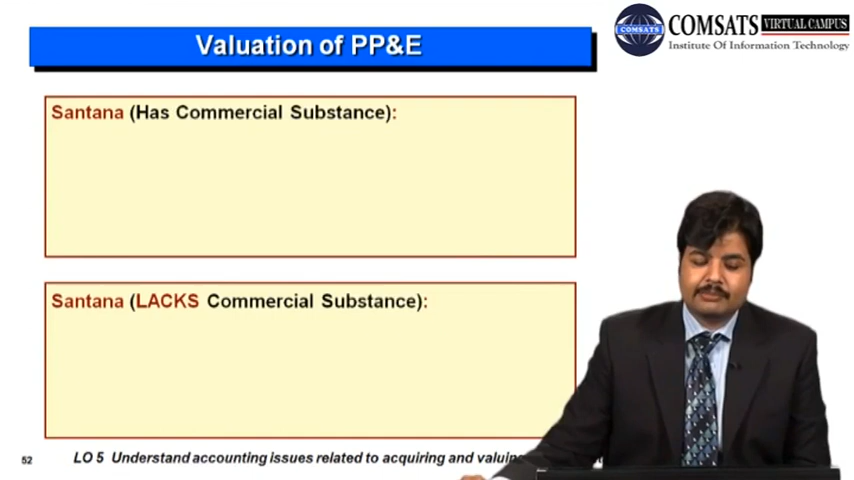 Valuation of PP&E
COMSATS
COMSATS VIRTUAL CAMPUS
Institute Of Information Technology
Santana (Has Commercial Substance):
Santana (LACKS Commercial Substance):
52
LO 5 Understand accounting issues related to acquiring and valuing